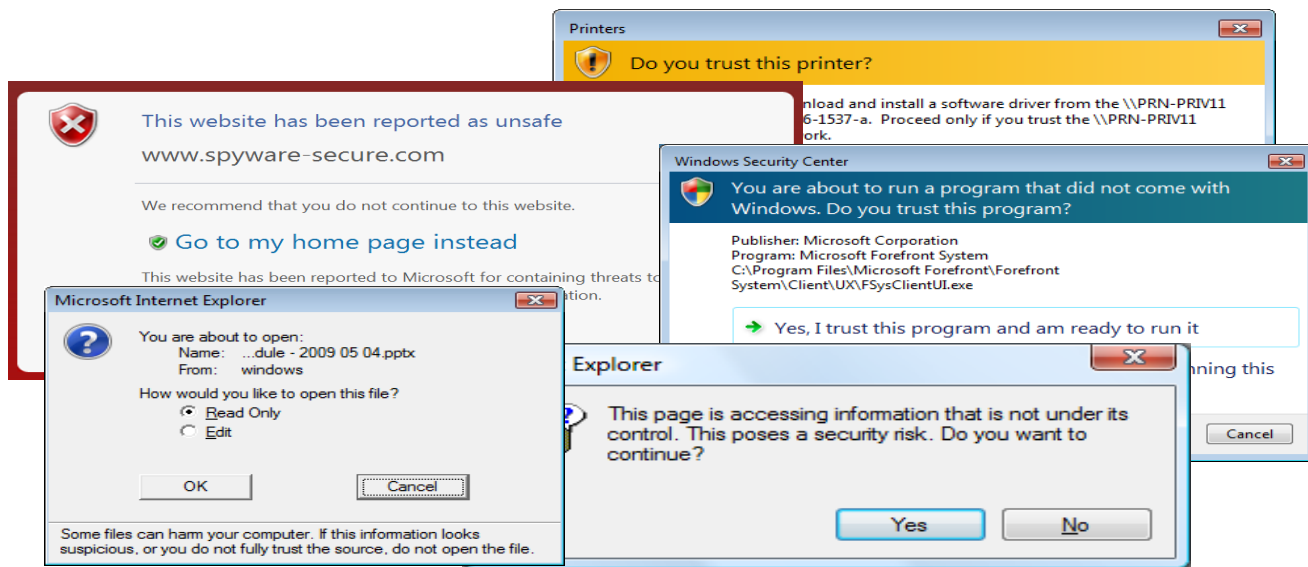 Printers
Do you trust this printer?
nload and install a software driver from the \\PRN-PRIV11
6-1537-a. Proceed only if you trust the \\PRN-PRIV11
ork.
This website has been reported as unsafe
www.spyware-secure.com
We recommend that you do not continue to this website.
Go to my home page instead
This website has been reported to Microsoft for containing threats to
ation.
Windows Security Center
You are about to run a program that did not come with
Windows. Do you trust this program?
Publisher: Microsoft Corporation
Program: Microsoft Forefront System
C:\Program Files\Microsoft Forefront\Forefront
System\Client\UX\FSysClientUI.exe
Yes, I trust this program and am ready to run it
nning this
Cancel
Microsoft Internet Explorer
You are about to open:
Name: ...dule - 2009 05 04.pptx
From: windows
How would you like to open this file?
Read Only
Edit
OK Cancel
Some files can harm your computer. If this information looks
suspicious, or you do not fully trust the source, do not open the file.
Explorer
This page is accessing information that is not under its
control. This poses a security risk. Do you want to
continue?
Yes No